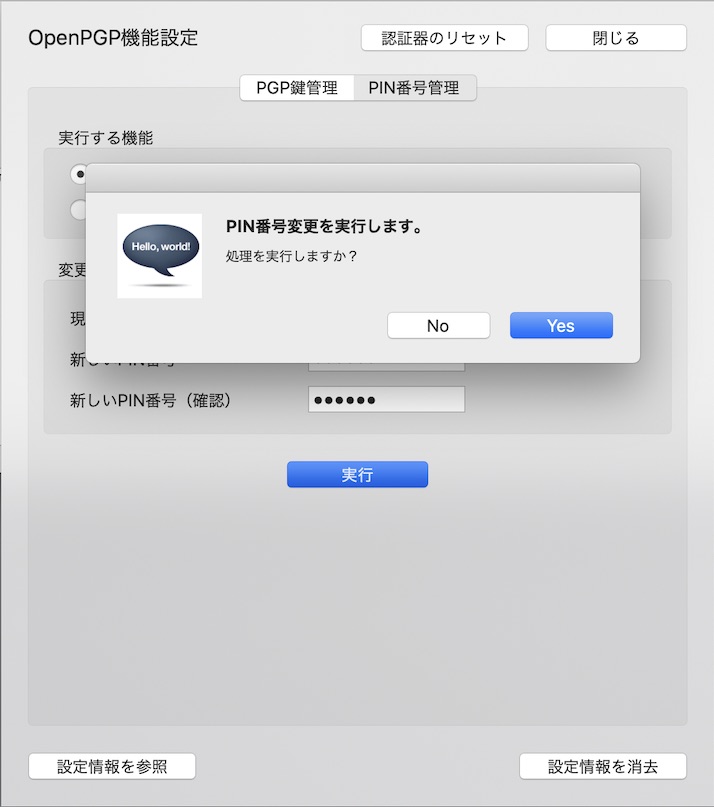 OpenPGP機能設定
認証器のリセット
閉じる
PGP鍵管理
PIN番号管理
実行する機能
Hello, world!
PIN番号変更を実行します。
処理を実行しますか？
No
Yes
変更
現
新しいPIN番号
新しいPIN番号（確認）
実行
設定情報を参照
設定情報を消去